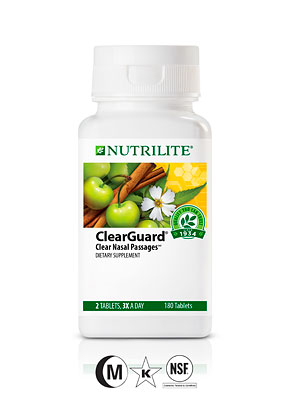 NUTRILITE®
ClearGuard®
Clear Nasal Passages™
DIETARY SUPPLEMENT
1934
2 TABLETS, 3X A DAY 180 Tablets
M K NSF®